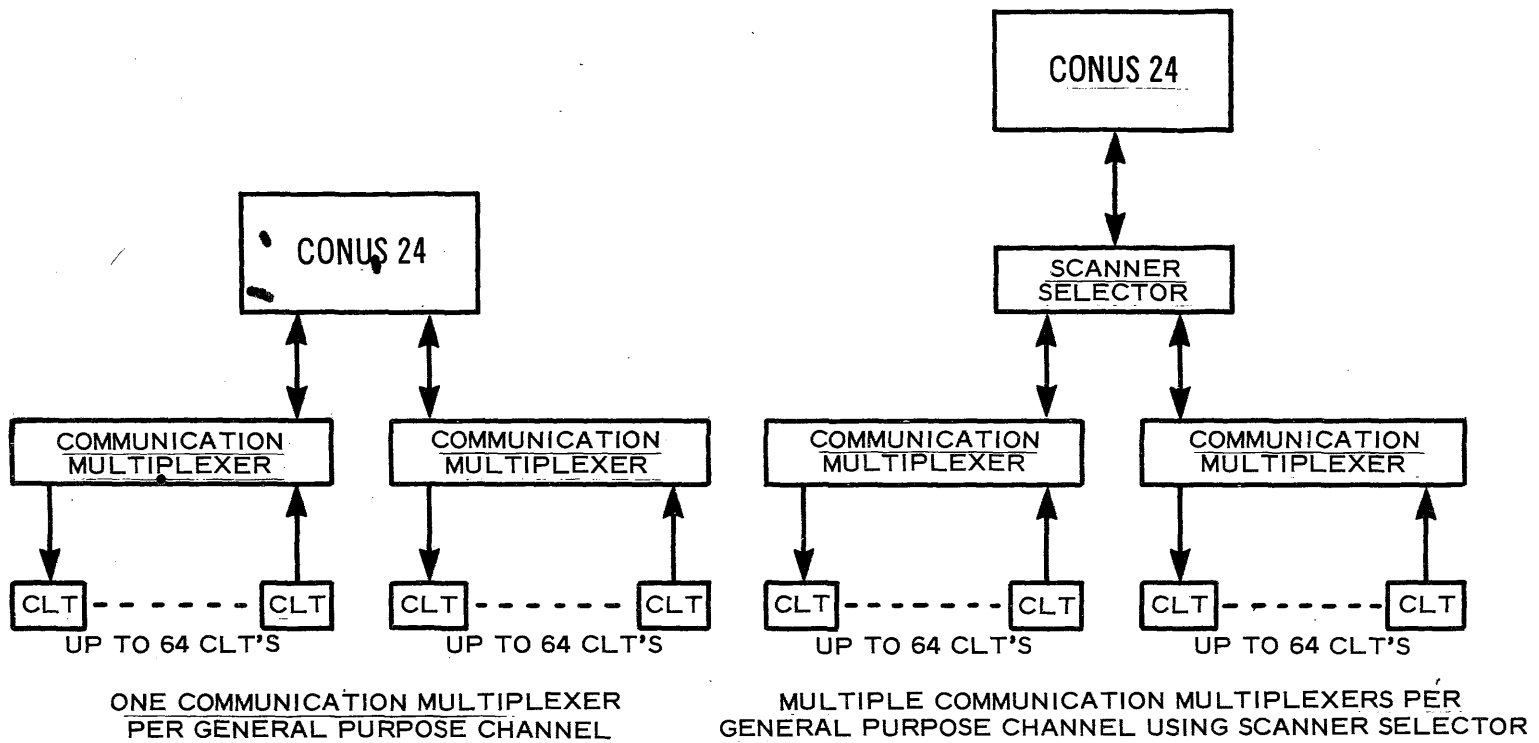 CONUS 24
SCANNER
SELECTOR
CONUS 24
COMMUNICATION
MULTIPLEXER
COMMUNICATION
MULTIPLEXER
COMMUNICATION
MULTIPLEXER
COMMUNICATION
MULTIPLEXER
CLT
CLT
CLT
CLT
CLT
CLT
CLT
CLT
UP TO 64 CLT'S
UP TO 64 CLT'S
UP TO 64 CLT'S
UP TO 64 CLT'S
ONE COMMUNICATION MULTIPLEXER
PER GENERAL PURPOSE CHANNEL
MULTIPLE COMMUNICATION MULTIPLEXERS PER
GENERAL PURPOSE CHANNEL USING SCANNER SELECTOR